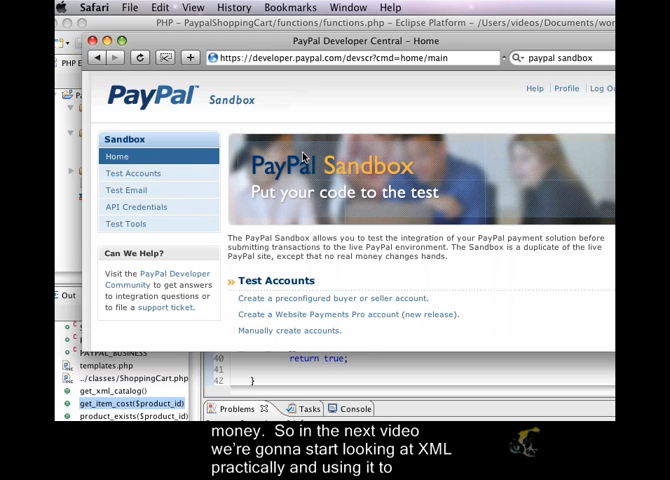 Safari File Edit View History Bookmarks Window Help
PHP - PaypalShoppingCart/functions/functions.php - Eclipse Platform - /Users/videos/Documents/wor
PayPal Developer Central - Home
https://developer.paypal.com/devscr?cmd=home/main
paypal sandbox
PHP E
PayPal Sandbox
Help Profile Log O
Sandbox
Home
Test Accounts
Test Email
API Credentials
Test Tools
PayPal Sandbox
Put your code to the test
Can We Help?
Visit the PayPal Developer
Community to get answers
to integration questions or
to file a support ticket.
The PayPal Sandbox allows you to test the integration of your PayPal payment solution before
submitting transactions to the live PayPal environment. The Sandbox is a duplicate of the live
PayPal site, except that no real money changes hands.
Test Accounts
Create a preconfigured buyer or seller account.
Create a Website Payments Pro account (new release).
Manually create accounts.
Out
PAYPAL_BUSINESS
templates.php
../classes/ShoppingCart.php
get_xml_catalog()
get_item_cost($product_id)
product_exists($product_id)
40 return true;
41
42 }
Problems Tasks Console
money. So in the next video
we're gonna start looking at XML
practically and using it to